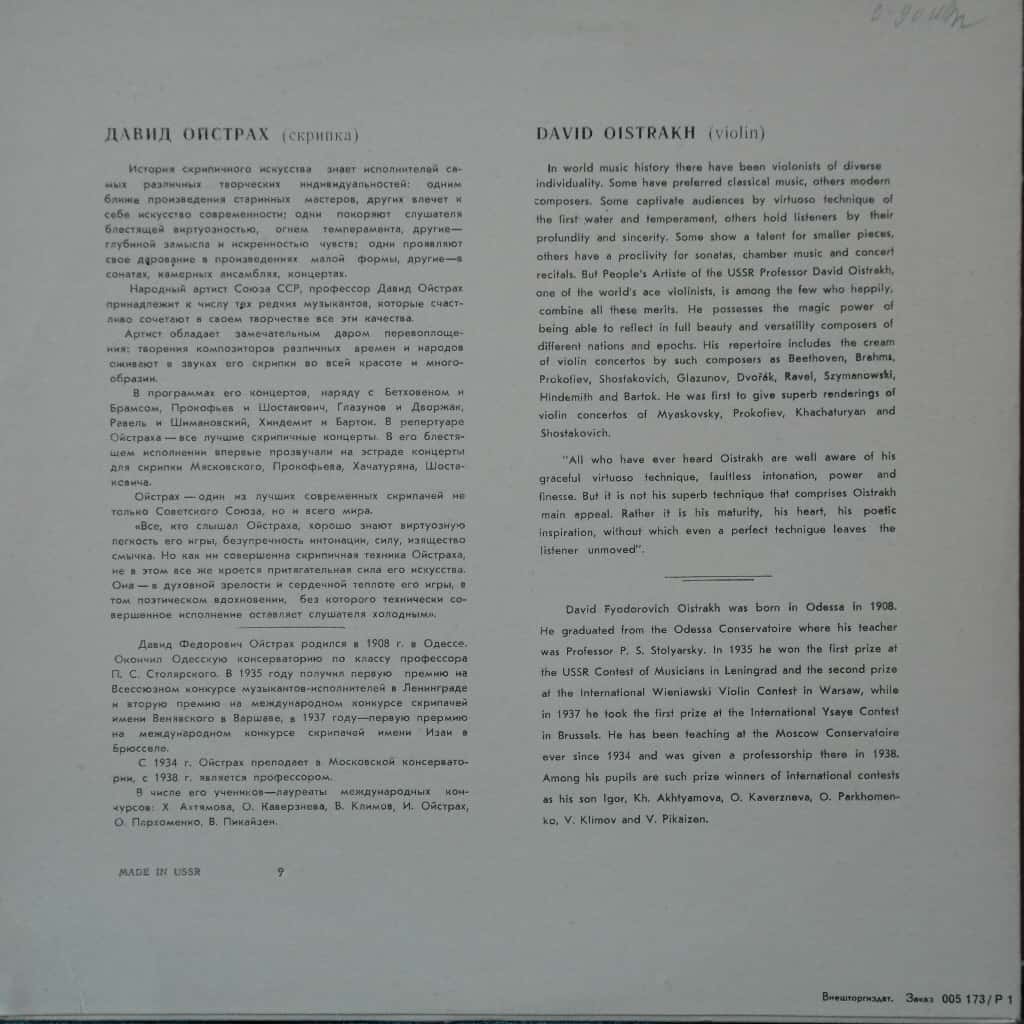 ДАВИД ОЙСТРАХ (скрипка)
История скрипичного искусства знает исполнителей са-
мых различных творческих индивидуальностей: одним
ближе произведения старинных мастеров, других влечет к
себе искусство современности; одни покоряют слушателя
блестящей виртуозностью, огнем темперамента, другие—
глубиной замысла и искренностью чувств; одни проявляют
свое дарование в произведениях малой формы, другие—в
сонатах, камерных ансамблях, концертах.
Народный артист Союза ССР, профессор Давид Ойстрах
принадлежит к числу тех редких музыкантов, которые счаст-
ливо сочетают в своем творчестве все эти качества.
Артист обладает замечательным даром перевоплоще-
ния: творения композиторов различных времен и народов
оживают в звуках его скрипки во всей красоте и много-
образии.
В программах его концертов, наряду с Бетховеном и
Брамсом, Прокофьев и Шостакович, Глазунов и Дворжак,
Равель и Шимановский, Хиндемит и Барток. В репертуаре
Ойстраха — все лучшие скрипичные концерты. В его блестя-
щем исполнении впервые прозвучали на эстраде концерты
для скрипки Мясковского, Прокофьева, Хачатуряна, Шоста-
ковича.
Ойстрах — один из лучших современных скрипачей не
только Советского Союза, но и всего мира.
«Все, кто слышал Ойстраха, хорошо знают виртуозную
легкость его игры, безупречность интонации, силу, изящество
смычка. Но как ни совершенна скрипичная техника Ойстраха,
не в этом все же кроется притягательная сила его искусства.
Она — в духовной зрелости и сердечной теплоте его игры, в
том поэтическом вдохновении, без которого технически со-
вершенное исполнение оставляет слушателя холодным».
Давид Федорович Ойстрах родился в 1908 г. в Одессе.
Окончил Одесскую консерваторию по классу профессора
П. С. Столярского. В 1935 году получил первую премию на
Всесоюзном конкурсе музыкантов-исполнителей в Ленинграде
и вторую премию на международном конкурсе скрипачей
имени Венявского в Варшаве, в 1937 году—первую прермию
на международном конкурсе скрипачей имени Изаи в
Брюсселе.
С 1934 г. Ойстрах преподает в Московской консервато-
рии, с 1938 г. является профессором.
В числе его учеников—лауреаты международных кон-
курсов: Х. Ахтямова, О. Каверзнева, В. Климов, И. Ойстрах,
О. Пархоменко, В. Пикайзен.
MADE IN USSR 9
DAVID OISTRAKH (violin)
In world music history there have been violonists of diverse
individuality. Some have preferred classical music, others modern
composers. Some captivate audiences by virtuoso technique of
the first water and temperament, others hold listeners by their
profundity and sincerity. Some show a talent for smaller pieces,
others have a proclivity for sonatas, chamber music and concert
recitals. But People's Artiste of the USSR Professor David Oistrakh,
one of the world's ace violinists, is among the few who happily,
combine all these merits. He possesses the magic power of
being able to reflect in full beauty and versatility composers of
different nations and epochs. His repertoire includes the cream
of violin concertos by such composers as Beethoven, Brahms,
Prokofiev, Shostakovich, Glazunov, Dvořák, Ravel, Szymanowski,
Hindemith and Bartok. He was first to give superb renderings of
violin concertos of Myaskovsky, Prokofiev, Khachaturyan and
Shostakovich.
"All who have ever heard Oistrakh are well aware of his
graceful virtuoso technique, faultless intonation, power and
finesse. But it is not his superb technique that comprises Oistrakh
main appeal. Rather it is his maturity, his heart, his poetic
inspiration, without which even a perfect technigue leaves the
listener unmoved".
David Fyodorovich Oistrakh was born in Odessa in 1908.
He graduated from the Odessa Conservatoire where his teacher
was Professor P. S. Stolyarsky. In 1935 he won the first prize at
the USSR Contest of Musicians in Leningrad and the second prize
at the International Wieniawski Violin Contest in Warsaw, while
in 1937 he took the first prize at the International Ysaye Contest
in Brussels. He has been teaching at the Moscow Conservatoire
ever since 1934 and was given a professorship there in 1938.
Among his pupils are such prize winners of international contests
as his son Igor, Kh. Akhtyamova, O. Kaverzneva, O. Parkhomen-
ko, V. Klimov and V. Pikaizen.
Внешторгиздат. Заказ 005 173/Р 1